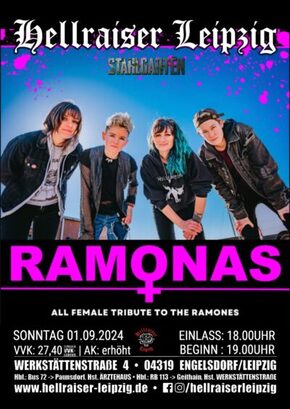 Hellraiser Leipzig
STAHLGARTEN
RAMONAS
ALL FEMALE TRIBUTE TO THE RAMONES
SONNTAG 01.09.2024
EINLASS: 18.00UHR
VVK: 27,40 | AK: erhöht
BEGINN : 19.00UHR
WERKSTÄTTENSTRAßE 4 • 04319 ENGELSDORF/LEIPZIG
Hbf.: Bus 72 -> Paunsdorf, Hst. ÄRZTEHAUS • Hbf.: RB 113 -> Geithain, Hst. WERKSTÄTTENSTRAßE
www.hellraiser-leipzig.de • /hellraiserleipzig